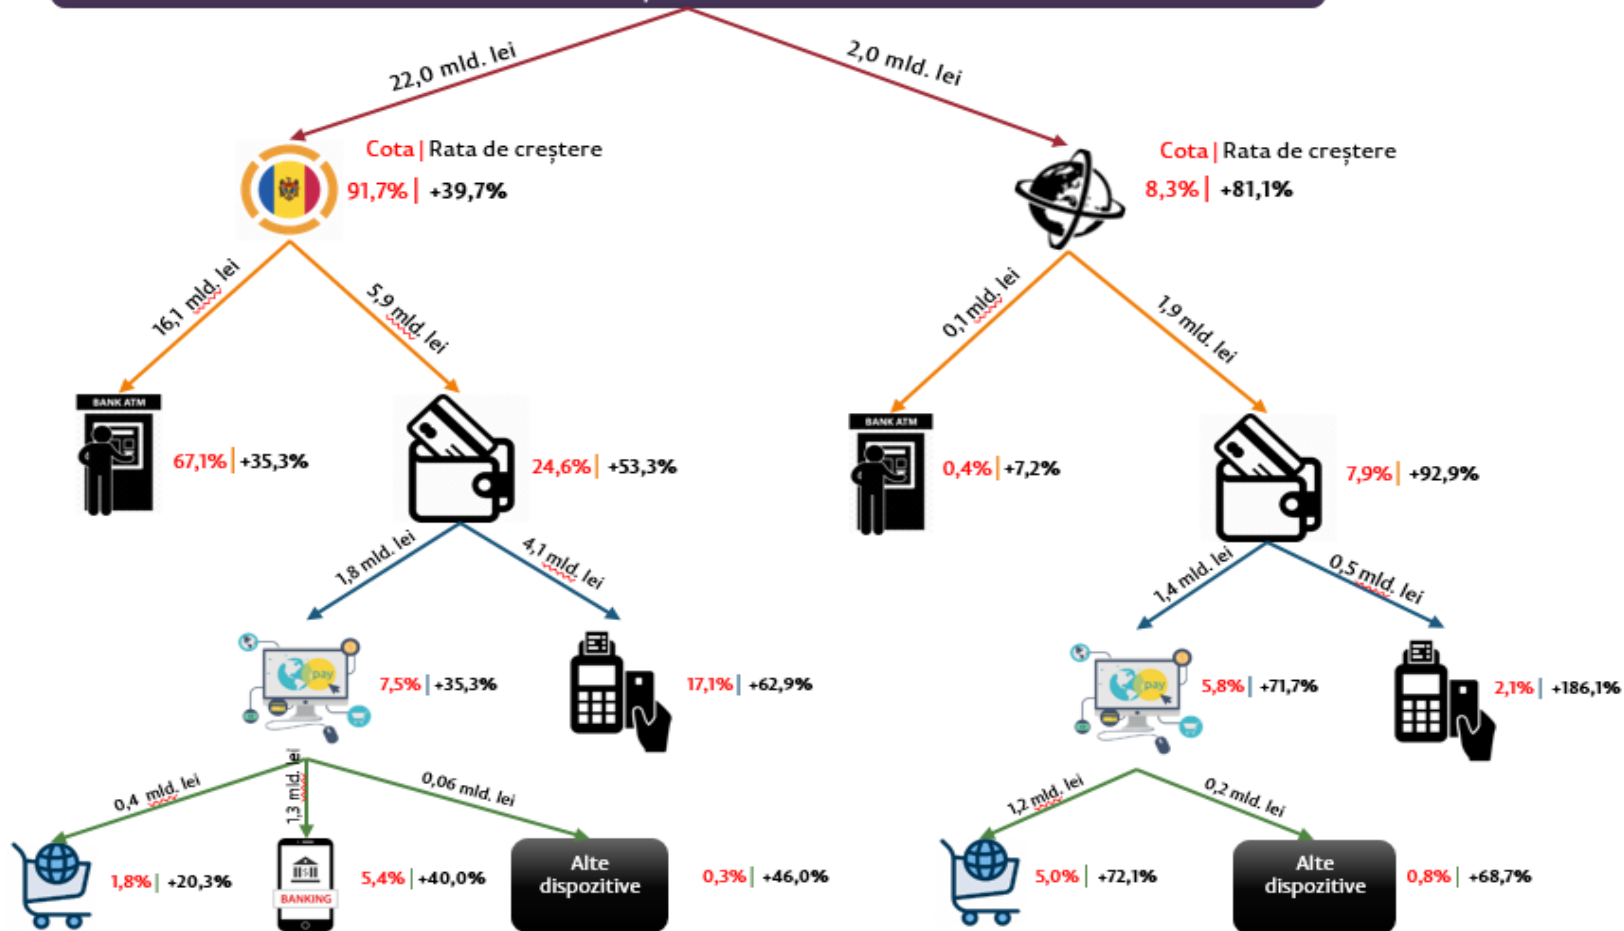 22,0 mld. lei
2,0 mld. lei
Cota | Rata de creștere
91,7% | +39,7%
Cota | Rata de creștere
8,3% | +81,1%
16,1 mld. lei
5,9 mld. lei
0,1 mld. lei
1,9 mld. lei
BANK ATM
67,1% | +35,3%
24,6% | +53,3%
BANK ATM
0,4% | +7,2%
7,9% | +92,9%
1,8 mld. lei
4,1 mld. lei
1,4 mld. lei
0,5 mld. lei
pay
7,5% | +35,3%
17,1% | +62,9%
pay
5,8% | +71,7%
2,1% | +186,1%
0,4 mld. lei
1,3 mld. lei
0,06 mld. lei
1,2 mld. lei
0,2 mld. lei
1,8% | +20,3%
BANKING
5,4% | +40,0%
Alte
dispozitive
0,3% | +46,0%
5,0% | +72,1%
Alte
dispozitive
0,8% | +68,7%